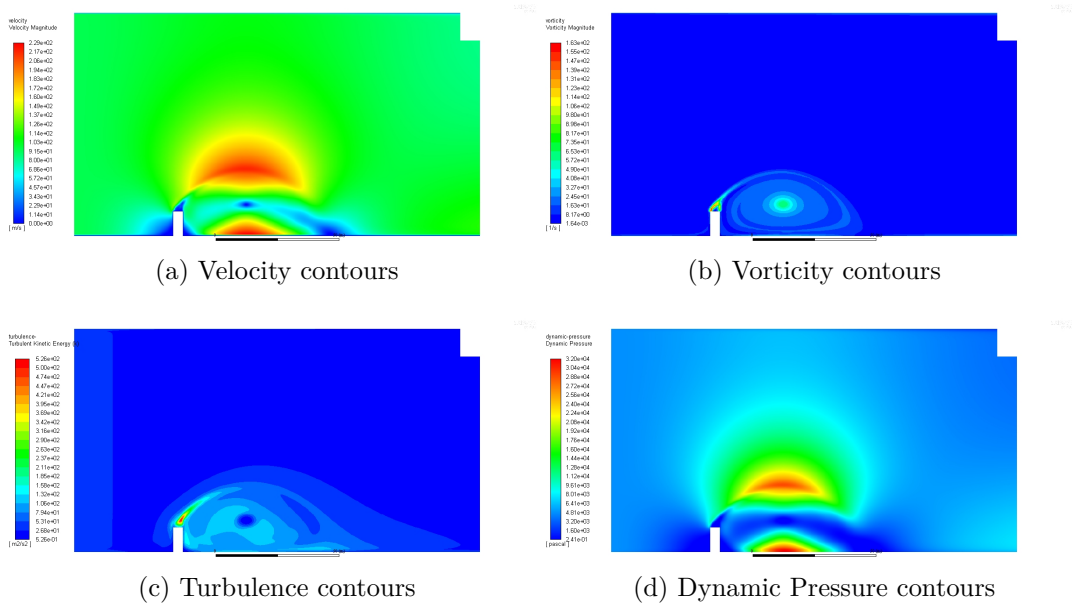 velocity
Velocity Magnitude
2.29e+02
2.17e+02
2.06e+02
1.94e+02
1.83e+02
1.72e+02
1.60e+02
1.49e+02
1.37e+02
1.26e+02
1.14e+02
1.03e+02
9.15e+01
8.00e+01
6.86e+01
5.72e+01
4.57e+01
3.43e+01
2.29e+01
1.14e+01
0.00e+00
[ m/s ]
(a) Velocity contours
vorticity
Vorticity Magnitude
1.63e+02
1.55e+02
1.47e+02
1.39e+02
1.31e+02
1.23e+02
1.14e+02
1.06e+02
9.80e+01
8.98e+01
8.16e+01
7.35e+01
6.53e+01
5.71e+01
4.90e+01
4.08e+01
3.27e+01
2.45e+01
1.63e+01
8.17e+00
1.64e-03
[ 1/s ]
(b) Vorticity contours
turbulence-
Turbulent Kinetic Energy
5.26e+02
5.00e+02
4.74e+02
4.47e+02
4.21e+02
3.95e+02
3.69e+02
3.42e+02
3.16e+02
2.90e+02
2.63e+02
2.37e+02
2.11e+02
1.85e+02
1.58e+02
1.32e+02
1.06e+02
7.94e+01
5.31e+01
2.68e+01
5.26e-01
[ m2/s2 ]
(c) Turbulence contours
dynamic-pressure
Dynamic Pressure
3.20e+04
3.04e+04
2.88e+04
2.72e+04
2.56e+04
2.40e+04
2.24e+04
2.08e+04
1.92e+04
1.76e+04
1.60e+04
1.44e+04
1.28e+04
1.12e+04
9.61e+03
8.01e+03
6.41e+03
4.81e+03
3.20e+03
1.60e+03
2.41e-01
[ pascal ]
(d) Dynamic Pressure contours